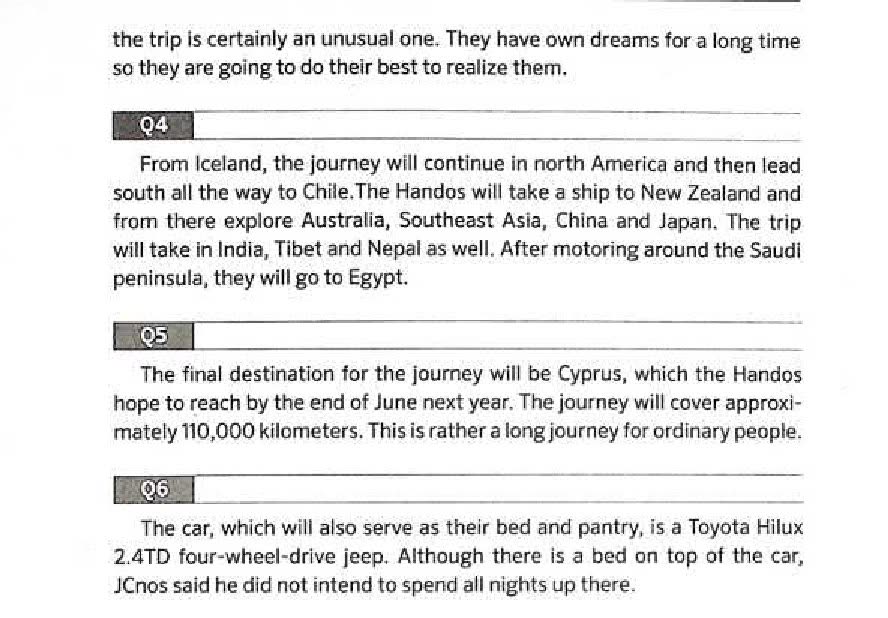 the trip is certainly an unusual one. They have own dreams for a long time
so they are going to do their best to realize them.
Q4
From Iceland, the journey will continue in north America and then lead
south all the way to Chile.The Handos will take a ship to New Zealand and
from there explore Australia, Southeast Asia, China and Japan. The trip
will take in India, Tibet and Nepal as well. After motoring around the Saudi
peninsula, they will go to Egypt.
Q5
The final destination for the journey will be Cyprus, which the Handos
hope to reach by the end of June next year. The journey will cover approxi-
mately 110,000 kilometers. This is rather a long journey for ordinary people.
Q6
The car, which will also serve as their bed and pantry, is a Toyota Hilux
2.4TD four-wheel-drive jeep. Although there is a bed on top of the car,
JCnos said he did not intend to spend all nights up there.